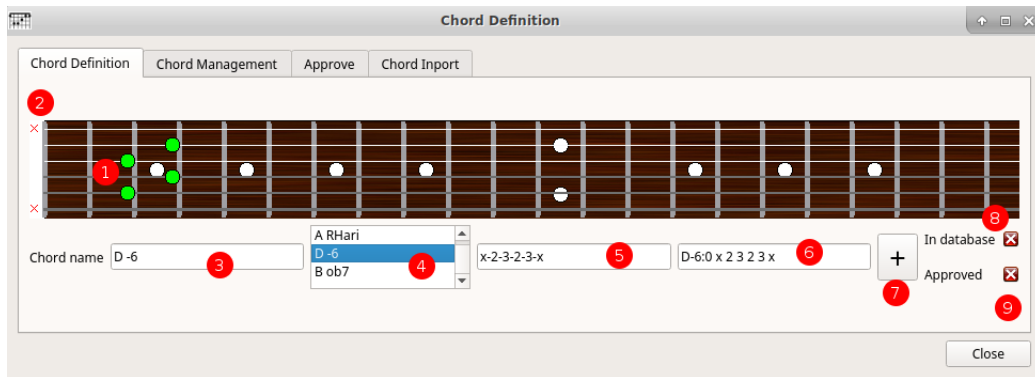 Chord Definition
Chord Definition Chord Management Approve Chord Inport
2
×
1
×
8
Chord name D -6 3
A RHari
D -6 4
B ob7
x-2-3-2-3-x 5
D-6:0 x 2 3 2 3 x 6
+
7
In database
Approved
9
Close